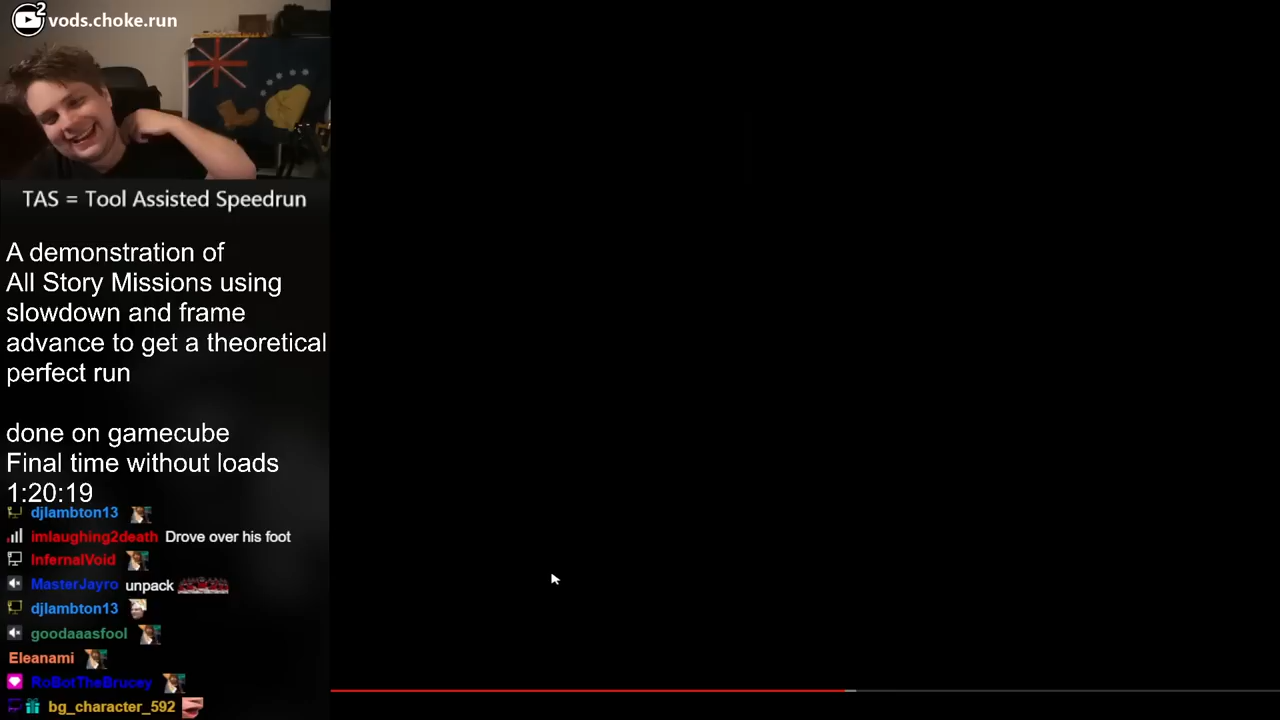 2
vods.choke.run
TAS = Tool Assisted Speedrun
A demonstration of
All Story Missions using
slowdown and frame
advance to get a theoretical
perfect run
done on gamecube
Final time without loads
1:20:19
djlambton13
imlaughing2death Drove over his foot
InfernalVoid
MasterJayro unpack
djlambton13
goodaaasfool
Eleanami
RoBotTheBrucey
bg_character_592